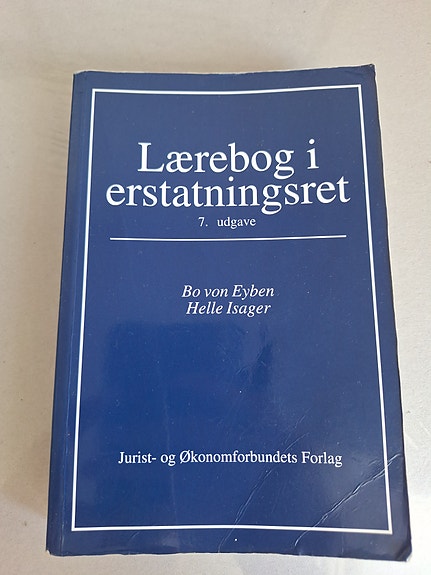 Lærebog i
erstatningsret
7. udgave
Bo von Eyben
Helle Isager
Jurist- og Økonomforbundets Forlag